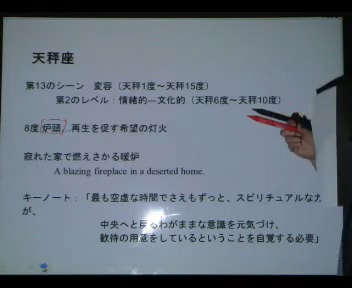 天秤座
第13のシーン　変容（天秤1度～天秤15度）
第2のレベル：情緒的―文化的（天秤6度～天秤10度）
8度 炉頭…再生を促す希望の灯火
寂れた家で燃えさかる暖炉
A blazing fireplace in a deserted home.
キーノート：「最も空虚な時間でさえもずっと、スピリチュアルな力
が、
中央へと戻るわがままな意識を元気づけ、
歓待の用意をしているということを自覚する必要」